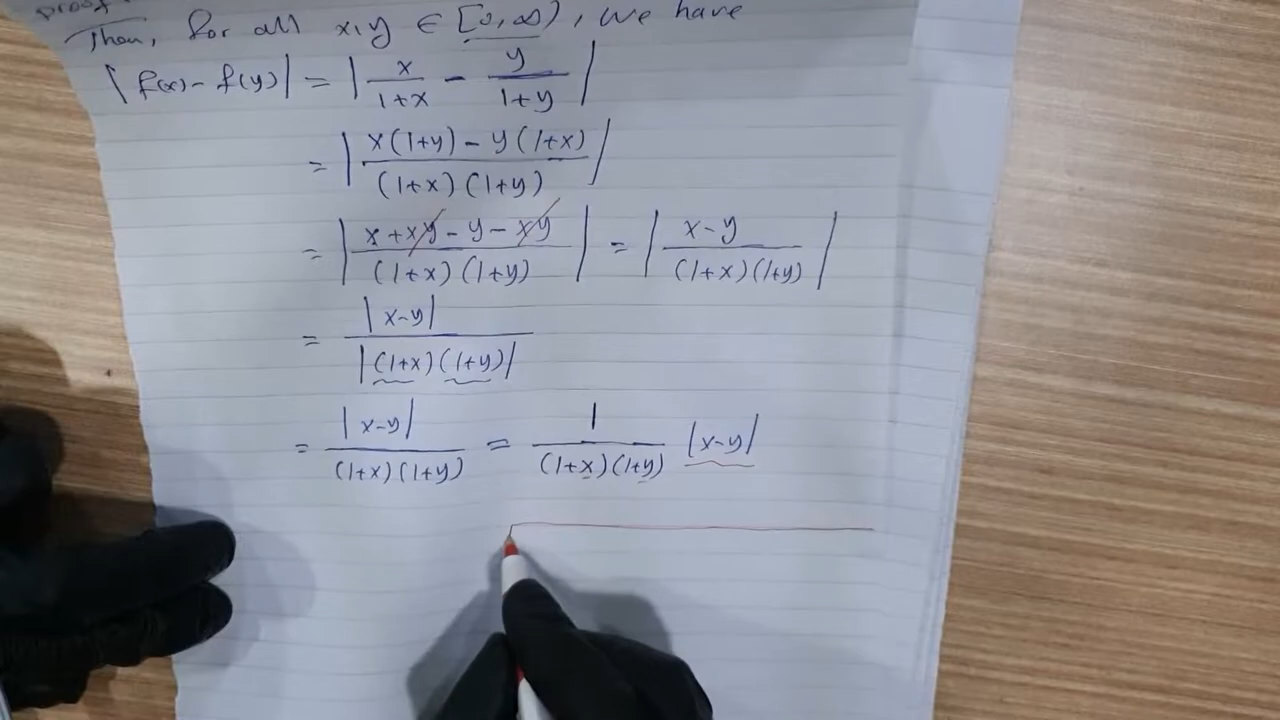 proof
Then, for all x,y ∈ [0,∞), we have
|f(x) - f(y)| = | x/(1+x) - y/(1+y) |
= | (x(1+y) - y(1+x)) / ((1+x)(1+y)) |
= | (x+xy-y-xy) / ((1+x)(1+y)) | = | (x-y) / ((1+x)(1+y)) |
= |x-y| / |(1+x)(1+y)|
= |x-y| / ((1+x)(1+y)) = 1 / ((1+x)(1+y)) |x-y|